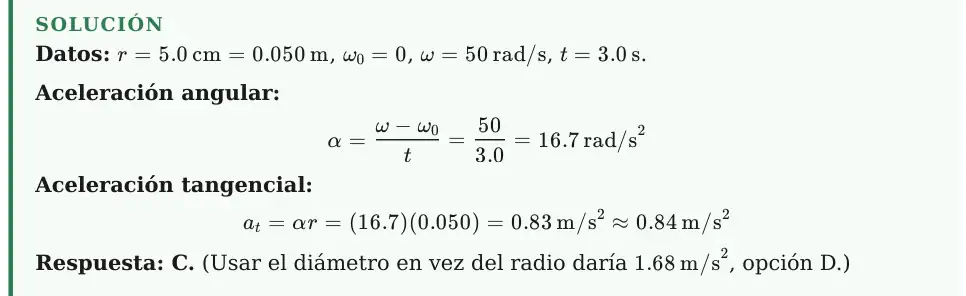 SOLUCIÓN
Datos: r = 5.0 cm = 0.050 m, ω₀ = 0, ω = 50 rad/s, t = 3.0 s.
Aceleración angular:
α = (ω − ω₀)/t = 50/3.0 = 16.7 rad/s²
Aceleración tangencial:
aₜ = αr = (16.7)(0.050) = 0.83 m/s² ≈ 0.84 m/s²
Respuesta: C. (Usar el diámetro en vez del radio daría 1.68 m/s², opción D.)